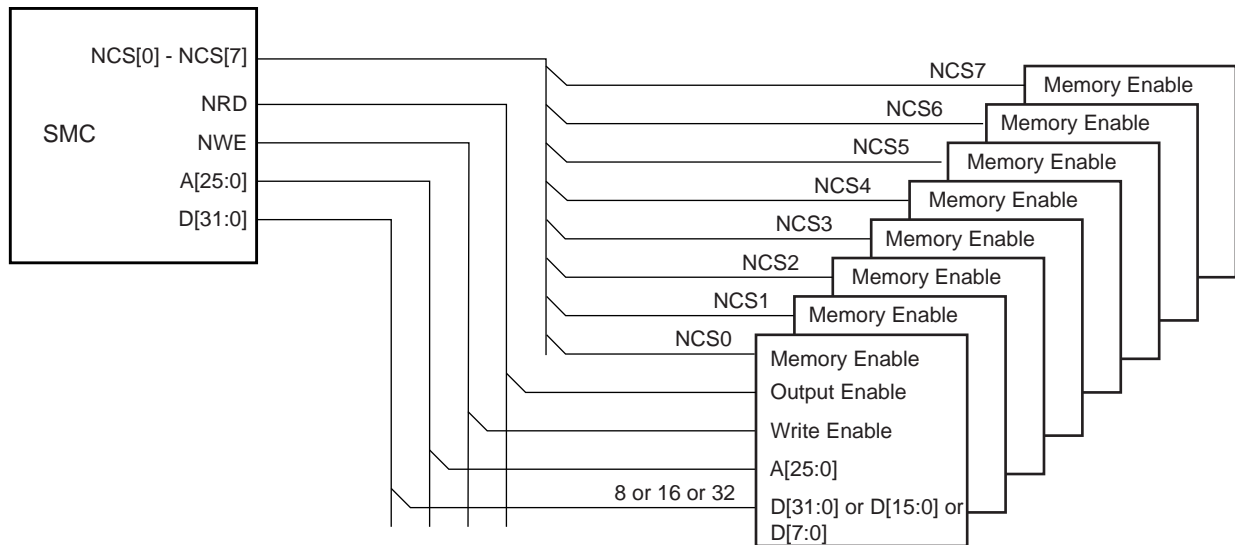 NCS[0] - NCS[7]
NRD
SMC
NWE
A[25:0]
D[31:0]
NCS7
Memory Enable
NCS6
Memory Enable
NCS5
Memory Enable
NCS4
Memory Enable
NCS3
Memory Enable
NCS2
Memory Enable
NCS1
Memory Enable
NCS0
Memory Enable
Output Enable
Write Enable
A[25:0]
8 or 16 or 32
D[31:0] or D[15:0] or
D[7:0]